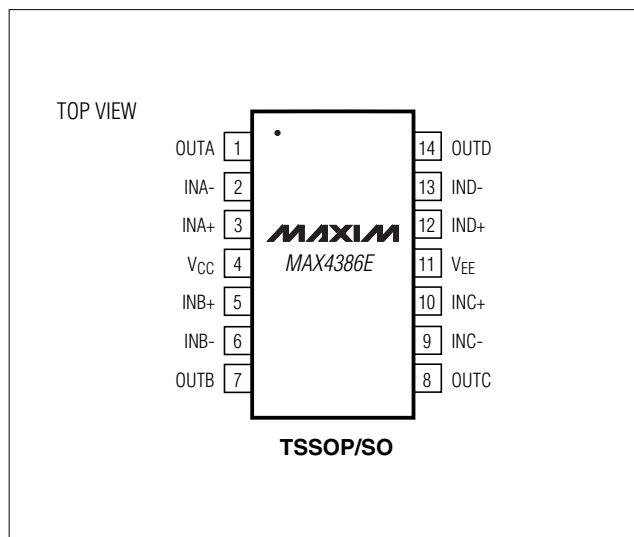 TOP VIEW
OUTA 1 14 OUTD
INA- 2 13 IND-
INA+ 3 12 IND+
MAXIM
VCC 4 MAX4386E 11 VEE
INB+ 5 10 INC+
INB- 6 9 INC-
OUTB 7 8 OUTC
TSSOP/SO